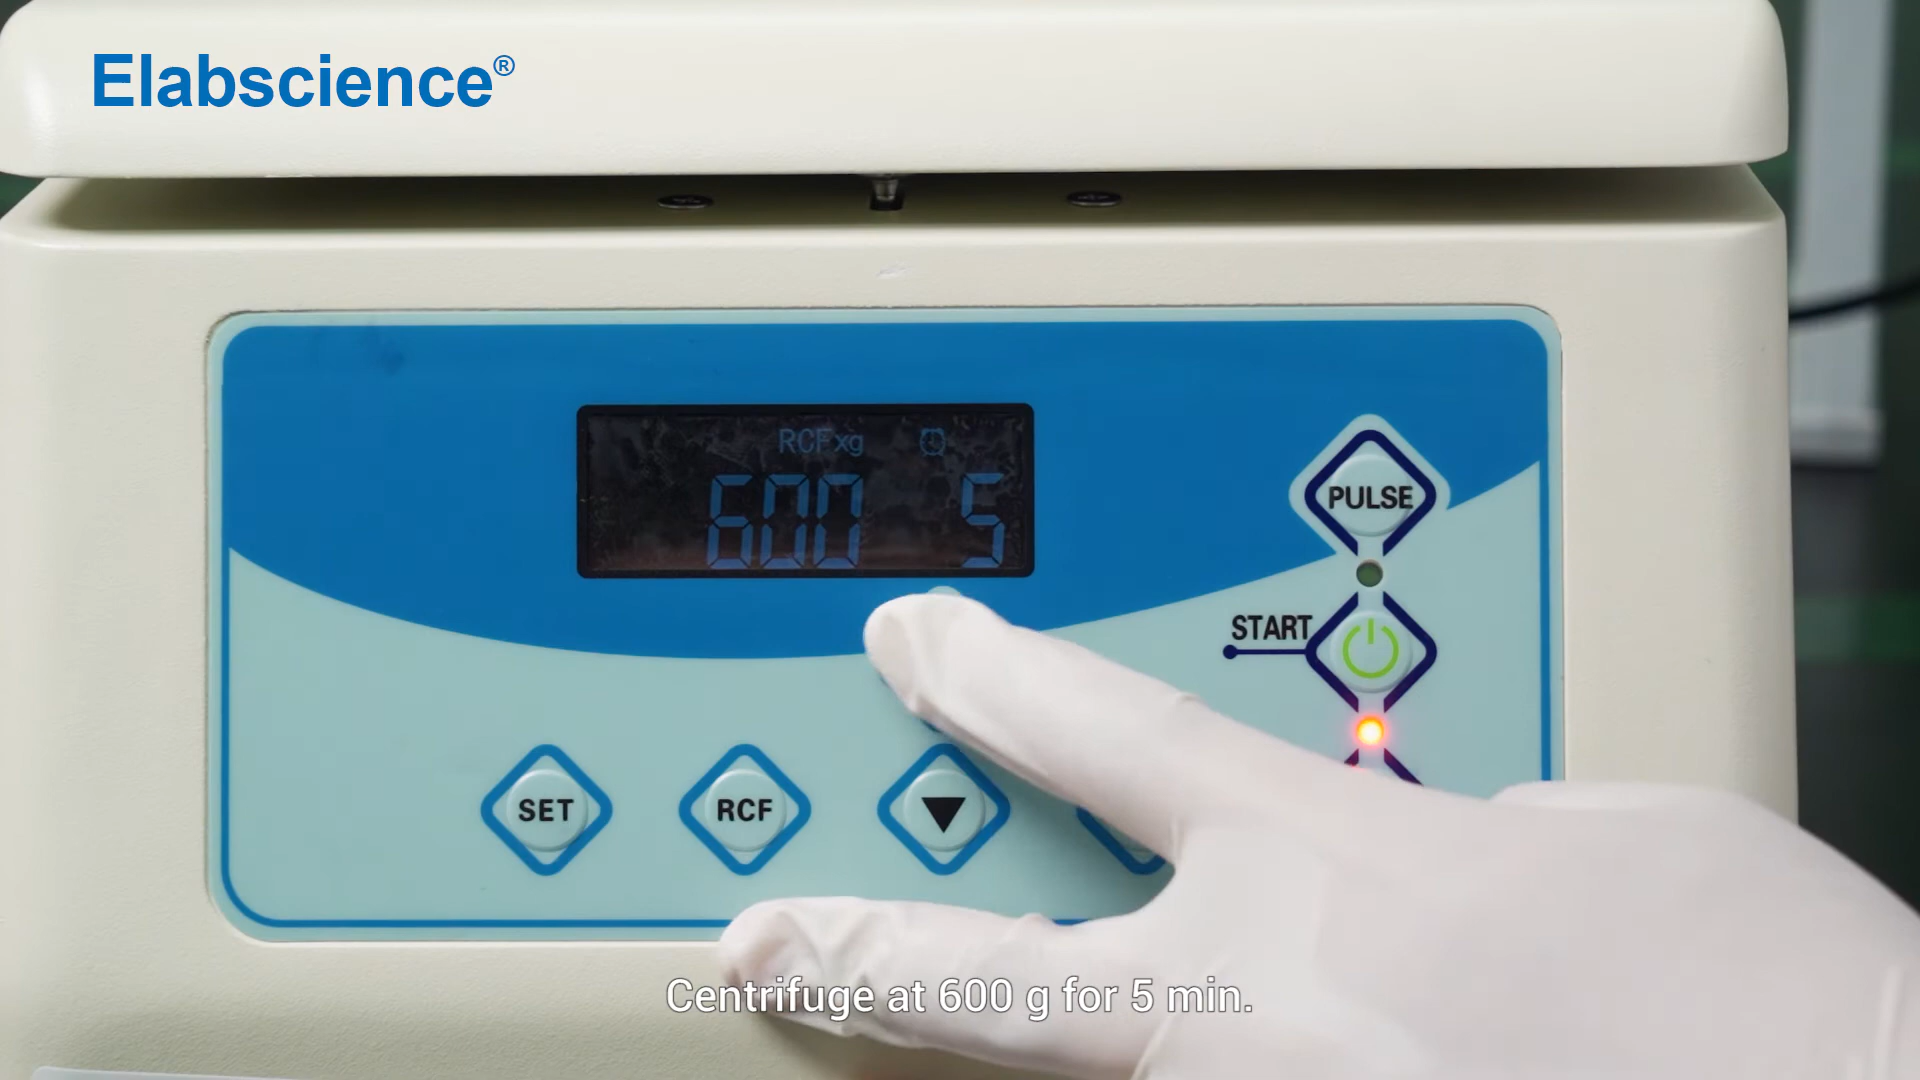 Elabscience®
RCFxg
600 5
PULSE
START
SET
RCF
Centrifuge at 600 g for 5 min.